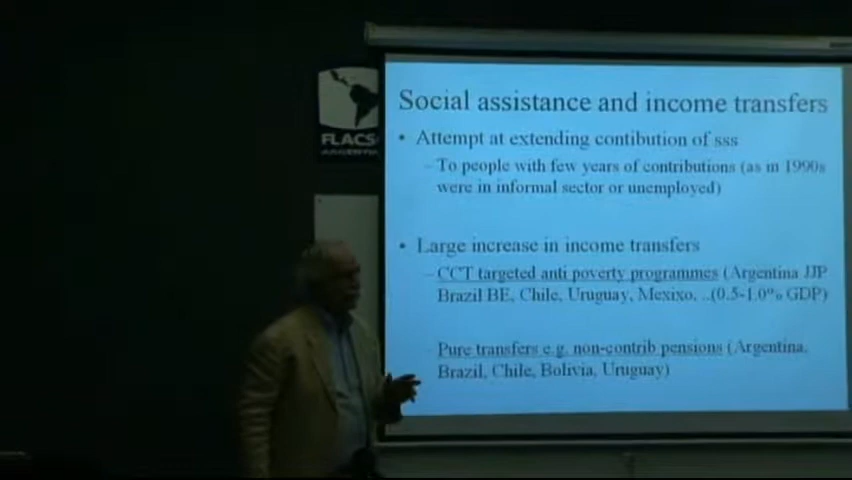 FLACS
ARGENTINA
Social assistance and income transfers
• Attempt at extending contibution of sss
– To people with few years of contributions (as in 1990s
were in informal sector or unemployed)
• Large increase in income transfers
– CCT targeted anti poverty programmes (Argentina JJP
Brazil BE, Chile, Uruguay, Mexixo, ..(0.5-1.0% GDP)
Pure transfers e.g. non-contrib pensions (Argentina,
Brazil, Chile, Bolivia, Uruguay)